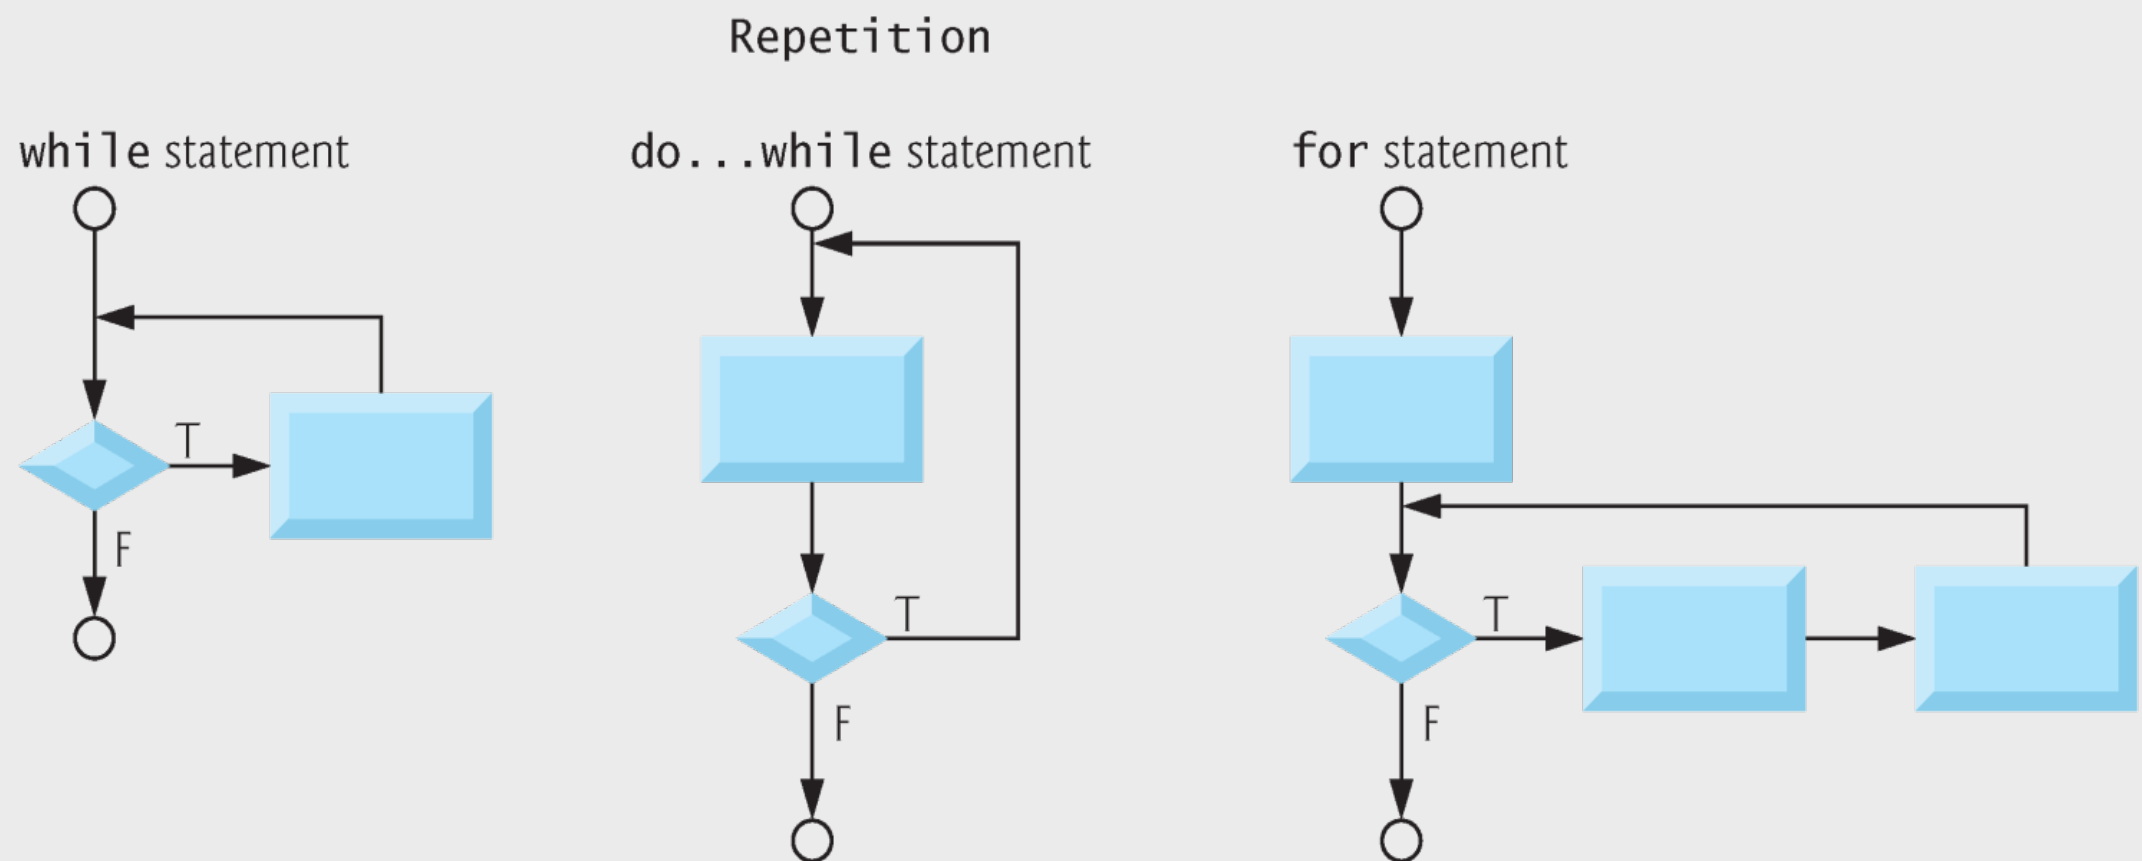 Repetition
while statement
do...while statement
for statement
T
F
T
F
T
F